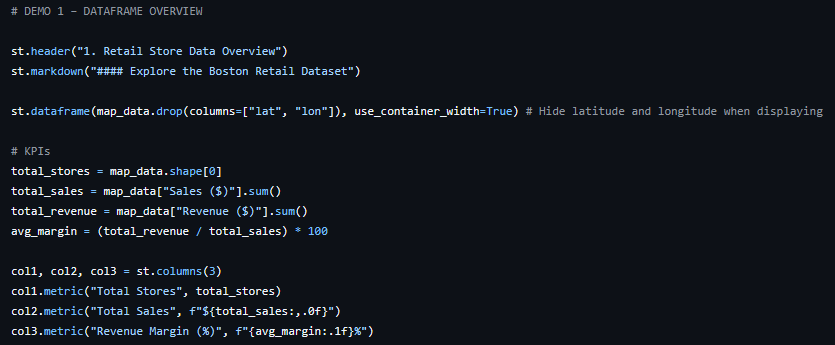 # DEMO 1 – DATAFRAME OVERVIEW
st.header("1. Retail Store Data Overview")
st.markdown("#### Explore the Boston Retail Dataset")
st.dataframe(map_data.drop(columns=["lat", "lon"]), use_container_width=True) # Hide latitude and longitude when displaying
# KPIs
total_stores = map_data.shape[0]
total_sales = map_data["Sales ($)"].sum()
total_revenue = map_data["Revenue ($)"].sum()
avg_margin = (total_revenue / total_sales) * 100
col1, col2, col3 = st.columns(3)
col1.metric("Total Stores", total_stores)
col2.metric("Total Sales", f"${total_sales:,.0f}")
col3.metric("Revenue Margin (%)", f"{avg_margin:.1f}%")